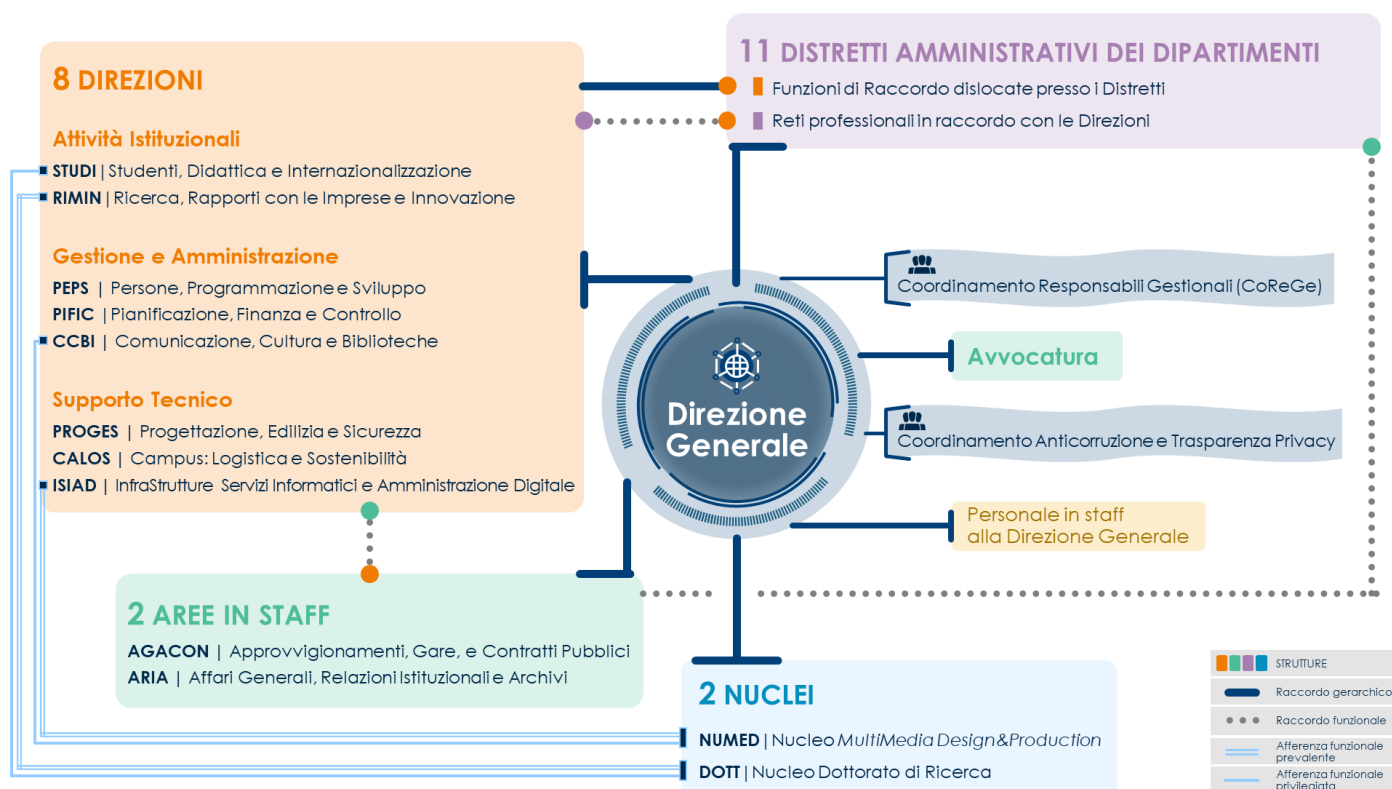 8 DIREZIONI
Attività Istituzionali
STUDI | Studenti, Didattica e Internazionalizzazione
RIMIN | Ricerca, Rapporti con le Imprese e Innovazione
Gestione e Amministrazione
PEPS | Persone, Programmazione e Sviluppo
PIFIC | Pianificazione, Finanza e Controllo
CCBI | Comunicazione, Cultura e Biblioteche
Supporto Tecnico
PROGES | Progettazione, Edilizia e Sicurezza
CALOS | Campus: Logistica e Sostenibilità
ISIAD | InfraStrutture Servizi Informatici e Amministrazione Digitale
11 DISTRETTI AMMINISTRATIVI DEI DIPARTIMENTI
Funzioni di Raccordo dislocate presso i Distretti
Reti professionali in raccordo con le Direzioni
Direzione
Generale
Coordinamento Responsabili Gestionali (CoReGe)
Avvocatura
Coordinamento Anticorruzione e Trasparenza Privacy
Personale in staff
alla Direzione Generale
2 AREE IN STAFF
AGACON | Approvvigionamenti, Gare, e Contratti Pubblici
ARIA | Affari Generali, Relazioni Istituzionali e Archivi
2 NUCLEI
NUMED | Nucleo MultiMedia Design&Production
DOTT | Nucleo Dottorato di Ricerca
STRUTTURE
Raccordo gerarchico
Raccordo funzionale
Afferenza funzionale
prevalente
Afferenza funzionale
privilegiata